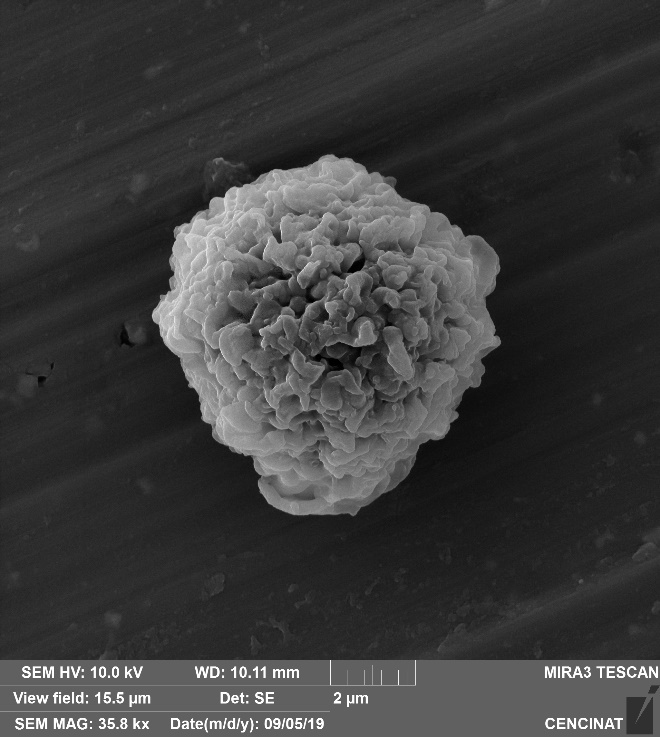 SEM HV: 10.0 kV WD: 10.11 mm MIRA3 TESCAN
View field: 15.5 µm Det: SE 2 µm
SEM MAG: 35.8 kx Date(m/d/y): 09/05/19 CENCINAT